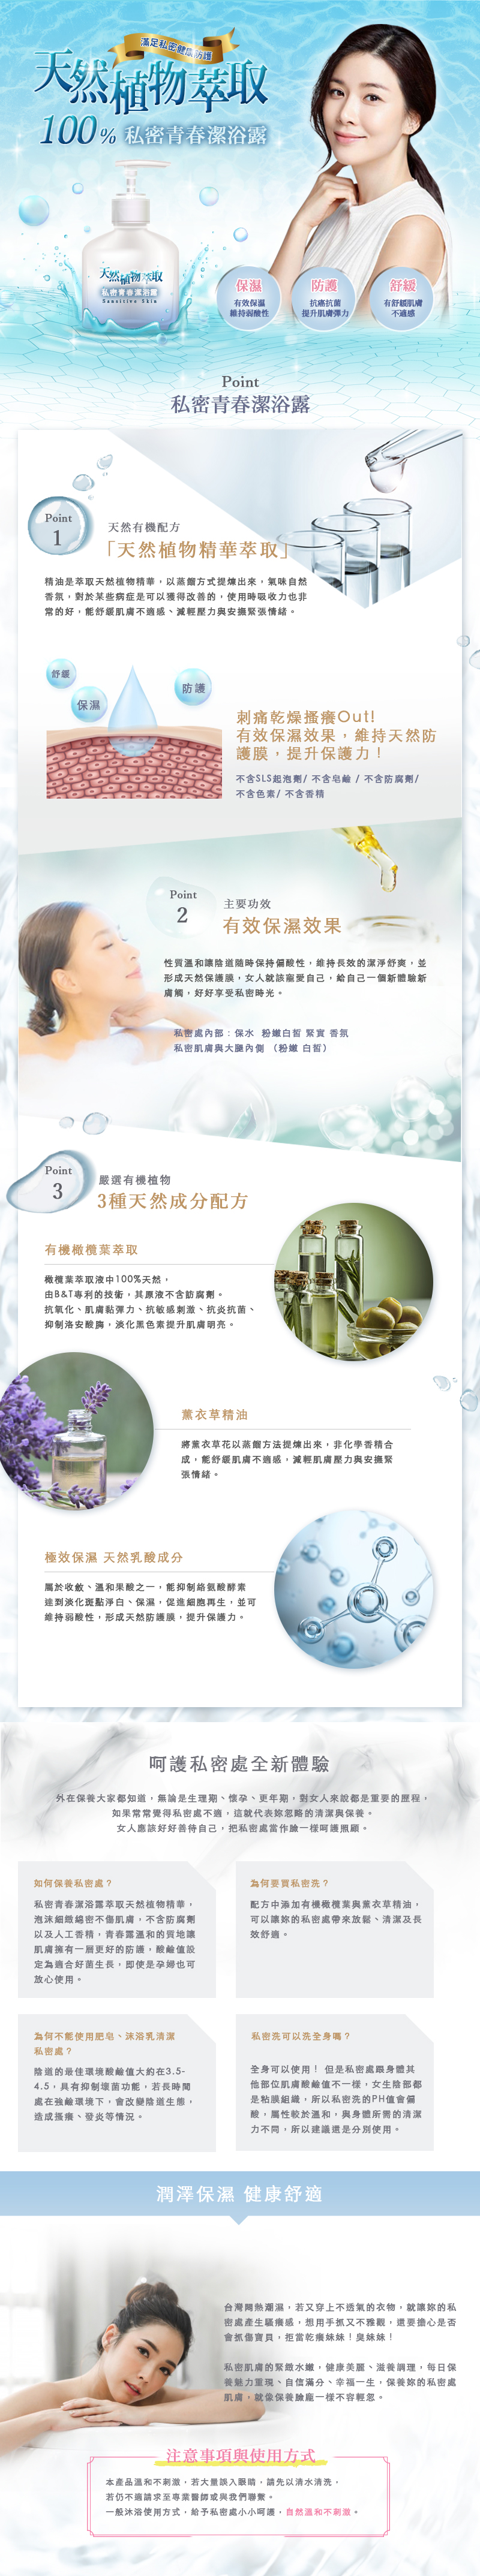 滿足私密健康防護
天然植物萃取
100% 私密青春潔浴露
天然植物萃取
私密青春潔浴露
Sensitive Skin
保濕
有效保濕
維持弱酸性
防護
抗癌抗菌
提升肌膚彈力
舒緩
有舒緩肌膚
不適感
Point
私密青春潔浴露
Point
1
天然有機配方
「天然植物精華萃取」
精油是萃取天然植物精華，以蒸餾方式提煉出來，氣味自然
香氛，對於某些病症是可以獲得改善的，使用時吸收力也非
常的好，能舒緩肌膚不適感、減輕壓力與安撫緊張情緒。
舒緩
保濕
防護
刺痛乾燥搔癢Out!
有效保濕效果，維持天然防
護膜，提升保護力！
不含SLS起泡劑/ 不含皂鹼 / 不含防腐劑/
不含色素/ 不含香精
Point
2
主要功效
有效保濕效果
性質溫和讓陰道隨時保持偏酸性，維持長效的潔淨舒爽，並
形成天然保護膜，女人就該寵愛自己，給自己一個新體驗新
膚觸，好好享受私密時光。
私密處內部：保水 粉嫩白皙 緊實 香氛
私密肌膚與大腿內側 （粉嫩 白皙）
Point
3
嚴選有機植物
3種天然成分配方
有機橄欖葉萃取
橄欖葉萃取液中100%天然，
由B&T專利的技術，其原液不含防腐劑。
抗氧化、肌膚黏彈力、抗敏感刺激、抗炎抗菌、
抑制洛安酸胸，淡化黑色素提升肌膚明亮。
薰衣草精油
將薰衣草花以蒸餾方法提煉出來，非化學香精合
成，能舒緩肌膚不適感，減輕肌膚壓力與安撫緊
張情緒。
極效保濕 天然乳酸成分
屬於收斂、溫和果酸之一，能抑制絡氨酸酵素
達到淡化斑點淨白、保濕，促進細胞再生，並可
維持弱酸性，形成天然防護膜，提升保護力。
呵護私密處全新體驗
外在保養大家都知道，無論是生理期、懷孕、更年期，對女人來說都是重要的歷程，
如果常常覺得私密處不適，這就代表妳忽略的清潔與保養。
女人應該好好善待自己，把私密處當作臉一樣呵護照顧。
如何保養私密處？
私密青春潔浴露萃取天然植物精華，
泡沫細緻綿密不傷肌膚，不含防腐劑
以及人工香精，青春露溫和的質地讓
肌膚擁有一層更好的防護，酸鹼值設
定為適合好菌生長，即使是孕婦也可
放心使用。
為何要買私密洗？
配方中添加有機橄欖葉與薰衣草精油，
可以讓妳的私密處帶來放鬆、清潔及長
效舒適。
為何不能使用肥皂、沐浴乳清潔
私密處？
陰道的最佳環境酸鹼值大約在3.5-
4.5，具有抑制壞菌功能，若長時間
處在強鹼環境下，會改變陰道生態，
造成搔癢、發炎等情況。
私密洗可以洗全身嗎？
全身可以使用！ 但是私密處跟身體其
他部位肌膚酸鹼值不一樣，女生陰部都
是粘膜組織，所以私密洗的PH值會偏
酸，屬性較於溫和，與身體所需的清潔
力不同，所以建議還是分別使用。
潤澤保濕 健康舒適
台灣悶熱潮濕，若又穿上不透氣的衣物，就讓妳的私
密處產生騷癢感，想用手抓又不雅觀，還要擔心是否
會抓傷寶貝，拒當乾癢妹妹！臭妹妹！
私密肌膚的緊緻水嫩，健康美麗、滋養調理，每日保
養魅力重現、自信滿分、幸福一生，保養妳的私密處
肌膚，就像保養臉龐一樣不容輕忽。
注意事項與使用方式
本產品溫和不刺激，若大量誤入眼睛，請先以清水清洗，
若仍不適請求至專業醫師或與我們聯繫。
一般沐浴使用方式，給予私密處小小呵護，自然溫和不刺激。